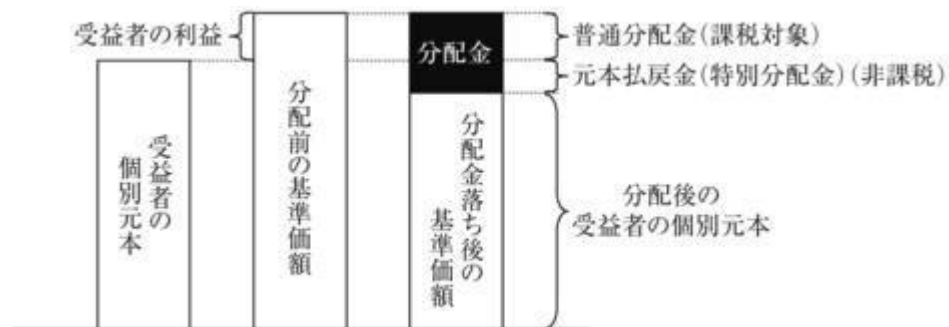 受益者の利益
分配金
普通分配金(課税対象)
元本払戻金(特別分配金)(非課税)
受益者の
個別元本
分配前の基準価額
分配金落ち後の
基準価額
分配後の
受益者の個別元本